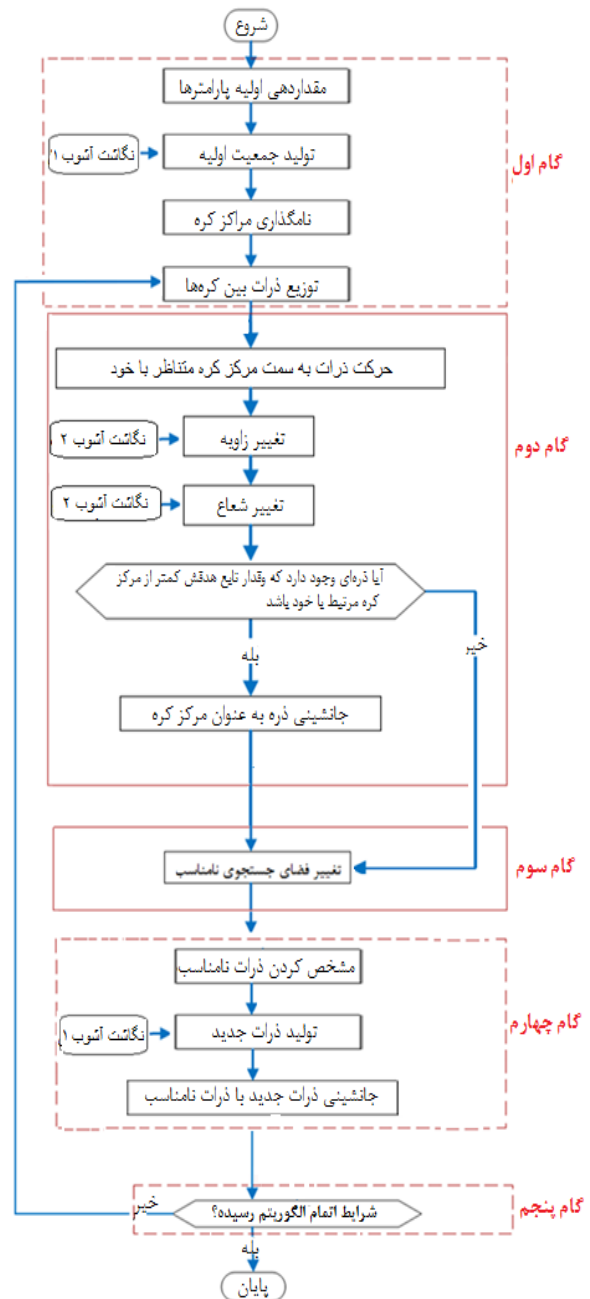 شروع
گام اول
مقداردهی اولیه پارامترها
تولید جمعیت اولیه
نگاشت آشوب ۱
نامگذاری مراکز کره
توزیع ذرات بین کره‌ها
گام دوم
حرکت ذرات به سمت مرکز کره متناظر با خود
تغییر زاویه
نگاشت آشوب ۲
تغییر شعاع
نگاشت آشوب ۲
آیا ذره‌ای وجود دارد که وقدار تابع هدقش کمتر از مرکز
کره مرتبط با خود باشد
خیر
بله
جانشینی ذره به عنوان مرکز کره
گام سوم
تغییر فضای جستجوی نامناسب
گام چهارم
مشخص کردن ذرات نامناسب
تولید ذرات جدید
نگاشت آشوب ۱
جانشینی ذرات جدید با ذرات نامناسب
گام پنجم
شرایط اتمام الگوریتم رسیده؟
خیر
بله
پایان